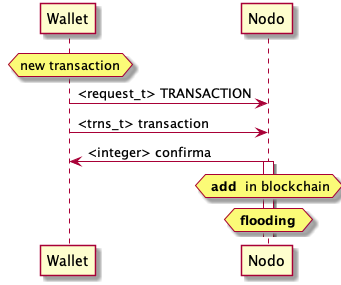 Wallet Nodo
new transaction
<request_t> TRANSACTION
<trns_t> transaction
<integer> confirma
add in blockchain
flooding
Wallet Nodo